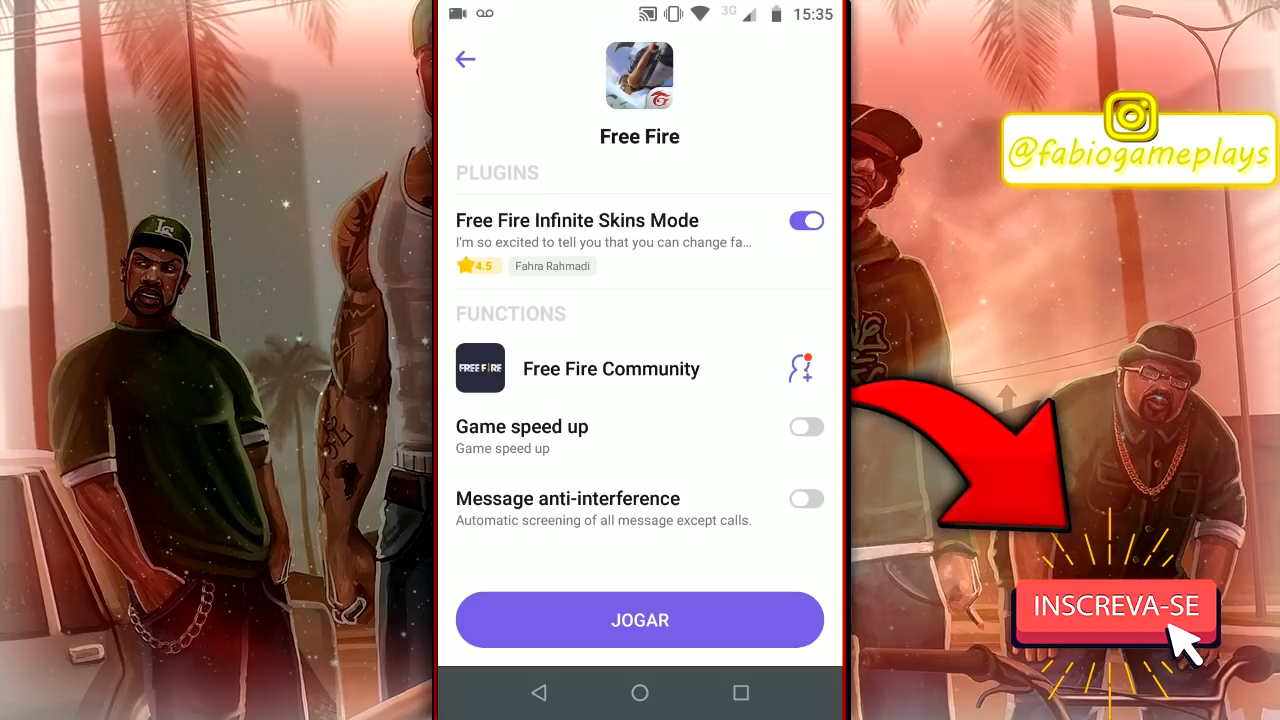 3G
15:35
Free Fire
PLUGINS
Free Fire Infinite Skins Mode
I'm so excited to tell you that you can change fa...
4.5
Fahra Rahmadi
FUNCTIONS
FREE FIRE
Free Fire Community
Game speed up
Game speed up
Message anti-interference
Automatic screening of all message except calls.
JOGAR
@fabiogameplays
INSCREVA-SE